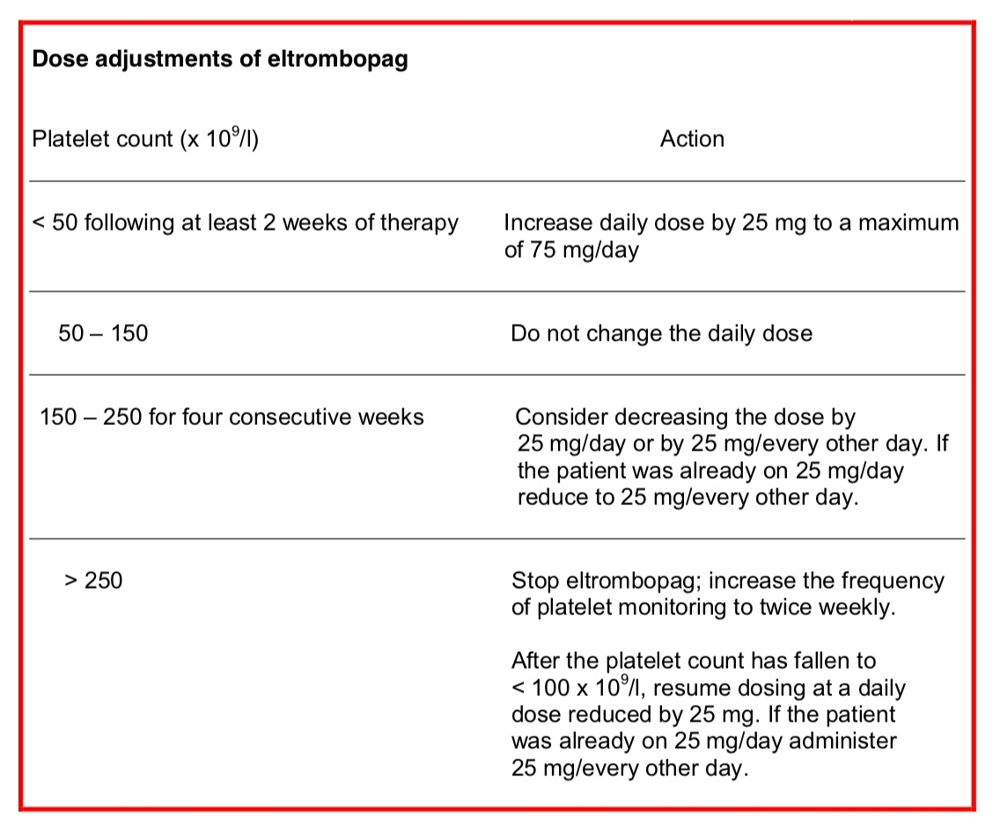 Dose adjustments of eltrombopag
Platelet count (x 10⁹/l) Action
< 50 following at least 2 weeks of therapy Increase daily dose by 25 mg to a maximum
of 75 mg/day
50 – 150 Do not change the daily dose
150 – 250 for four consecutive weeks Consider decreasing the dose by
25 mg/day or by 25 mg/every other day. If
the patient was already on 25 mg/day
reduce to 25 mg/every other day.
> 250 Stop eltrombopag; increase the frequency
of platelet monitoring to twice weekly.
After the platelet count has fallen to
< 100 x 10⁹/l, resume dosing at a daily
dose reduced by 25 mg. If the patient
was already on 25 mg/day administer
25 mg/every other day.